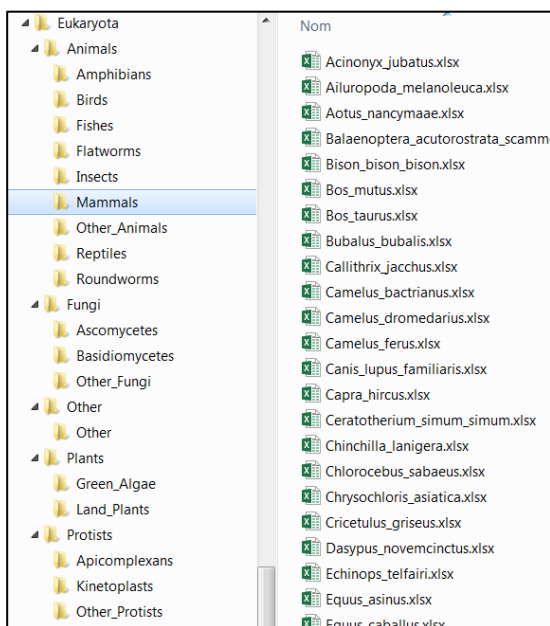 Eukaryota
Animals
Amphibians
Birds
Fishes
Flatworms
Insects
Mammals
Other_Animals
Reptiles
Roundworms
Fungi
Ascomycetes
Basidiomycetes
Other_Fungi
Other
Other
Plants
Green_Algae
Land_Plants
Protists
Apicomplexans
Kinetoplasts
Other_Protists
Nom
Acinonyx_jubatus.xlsx
Ailuropoda_melanoleuca.xlsx
Aotus_nancymaae.xlsx
Balaenoptera_acutorostrata_scammo
Bison_bison_bison.xlsx
Bos_mutus.xlsx
Bos_taurus.xlsx
Bubalus_bubalis.xlsx
Callithrix_jacchus.xlsx
Camelus_bactrianus.xlsx
Camelus_dromedarius.xlsx
Camelus_ferus.xlsx
Canis_lupus_familiaris.xlsx
Capra_hircus.xlsx
Ceratotherium_simum_simum.xlsx
Chinchilla_lanigera.xlsx
Chlorocebus_sabaeus.xlsx
Chrysochloris_asiatica.xlsx
Cricetulus_griseus.xlsx
Dasypus_novemcinctus.xlsx
Echinops_telfairi.xlsx
Equus_asinus.xlsx
Equus_caballus.xlsx